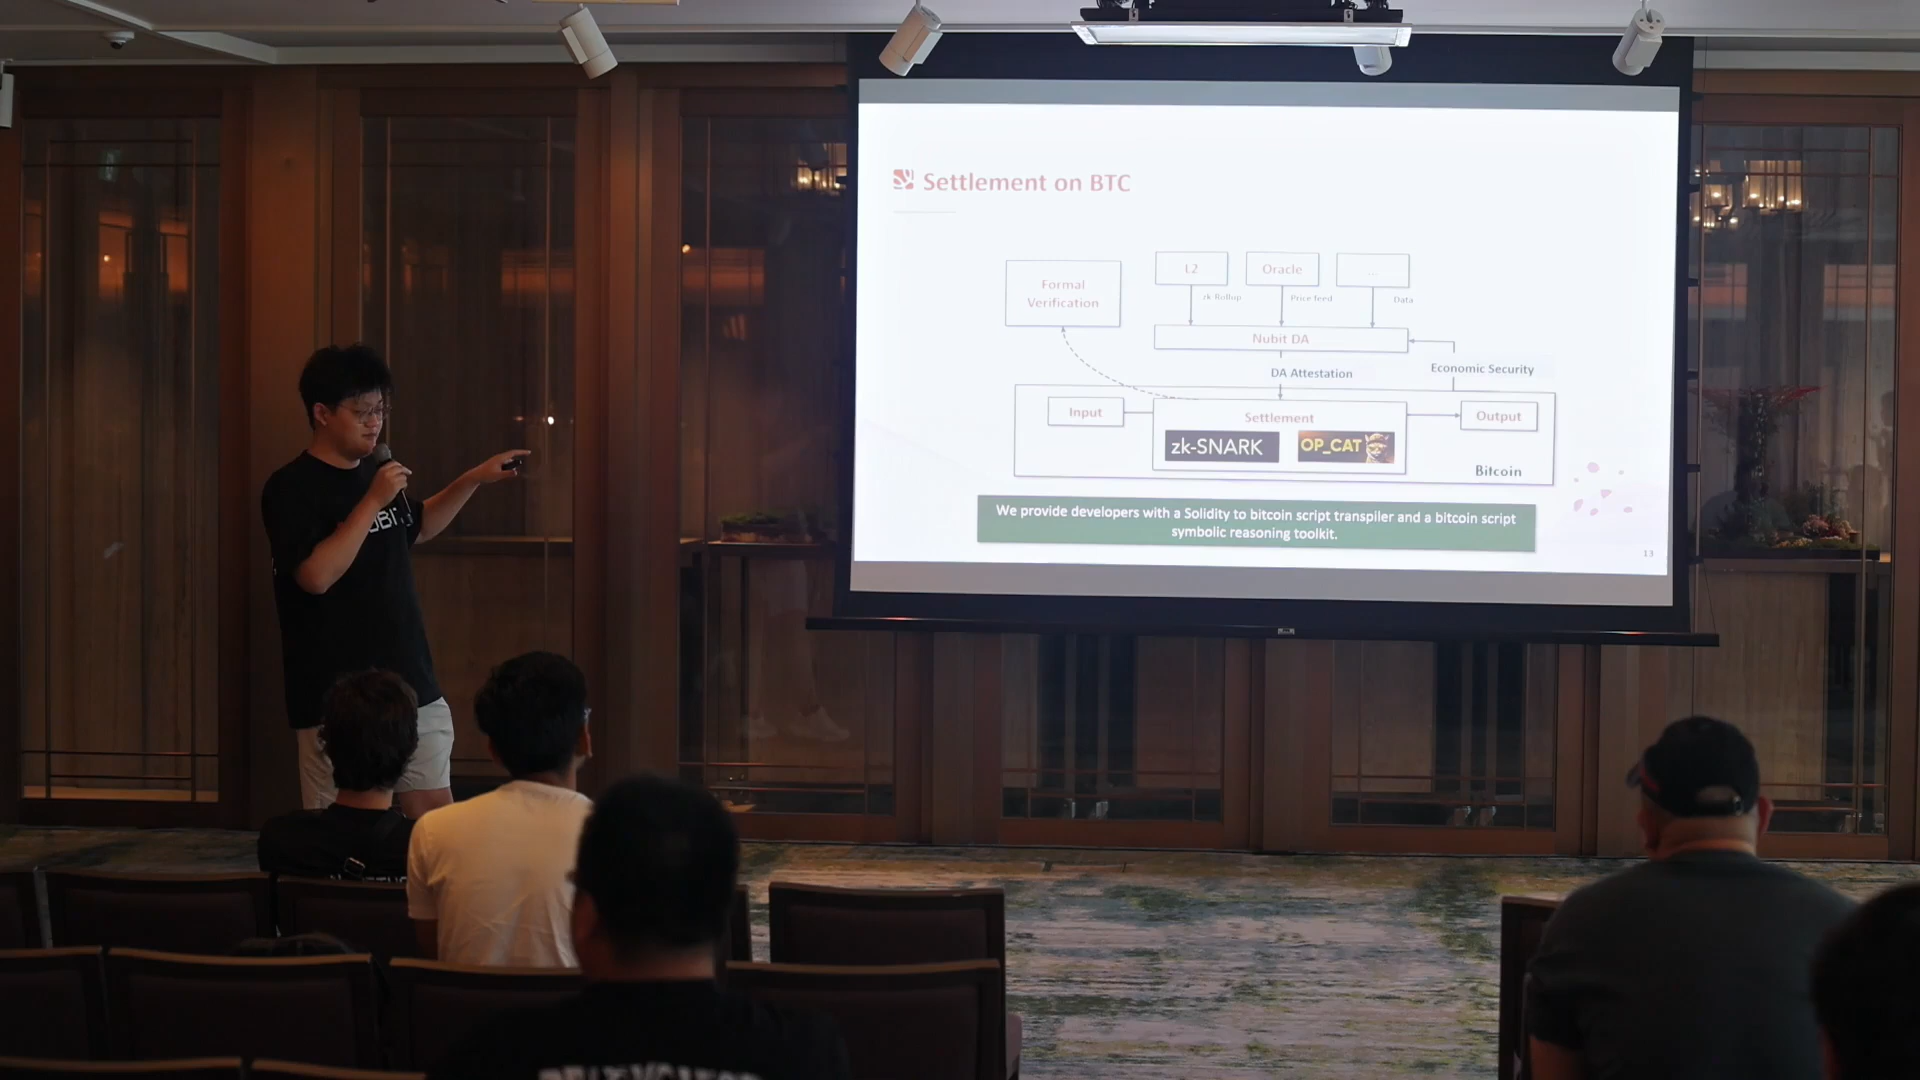 Settlement on BTC
Formal
Verification
L2
Oracle
...
zk-Rollup
Price feed
Data
Nubit DA
DA Attestation
Economic Security
Input
Settlement
Output
zk-SNARK
OP_CAT
Bitcoin
We provide developers with a Solidity to bitcoin script transpiler and a bitcoin script
symbolic reasoning toolkit.
13